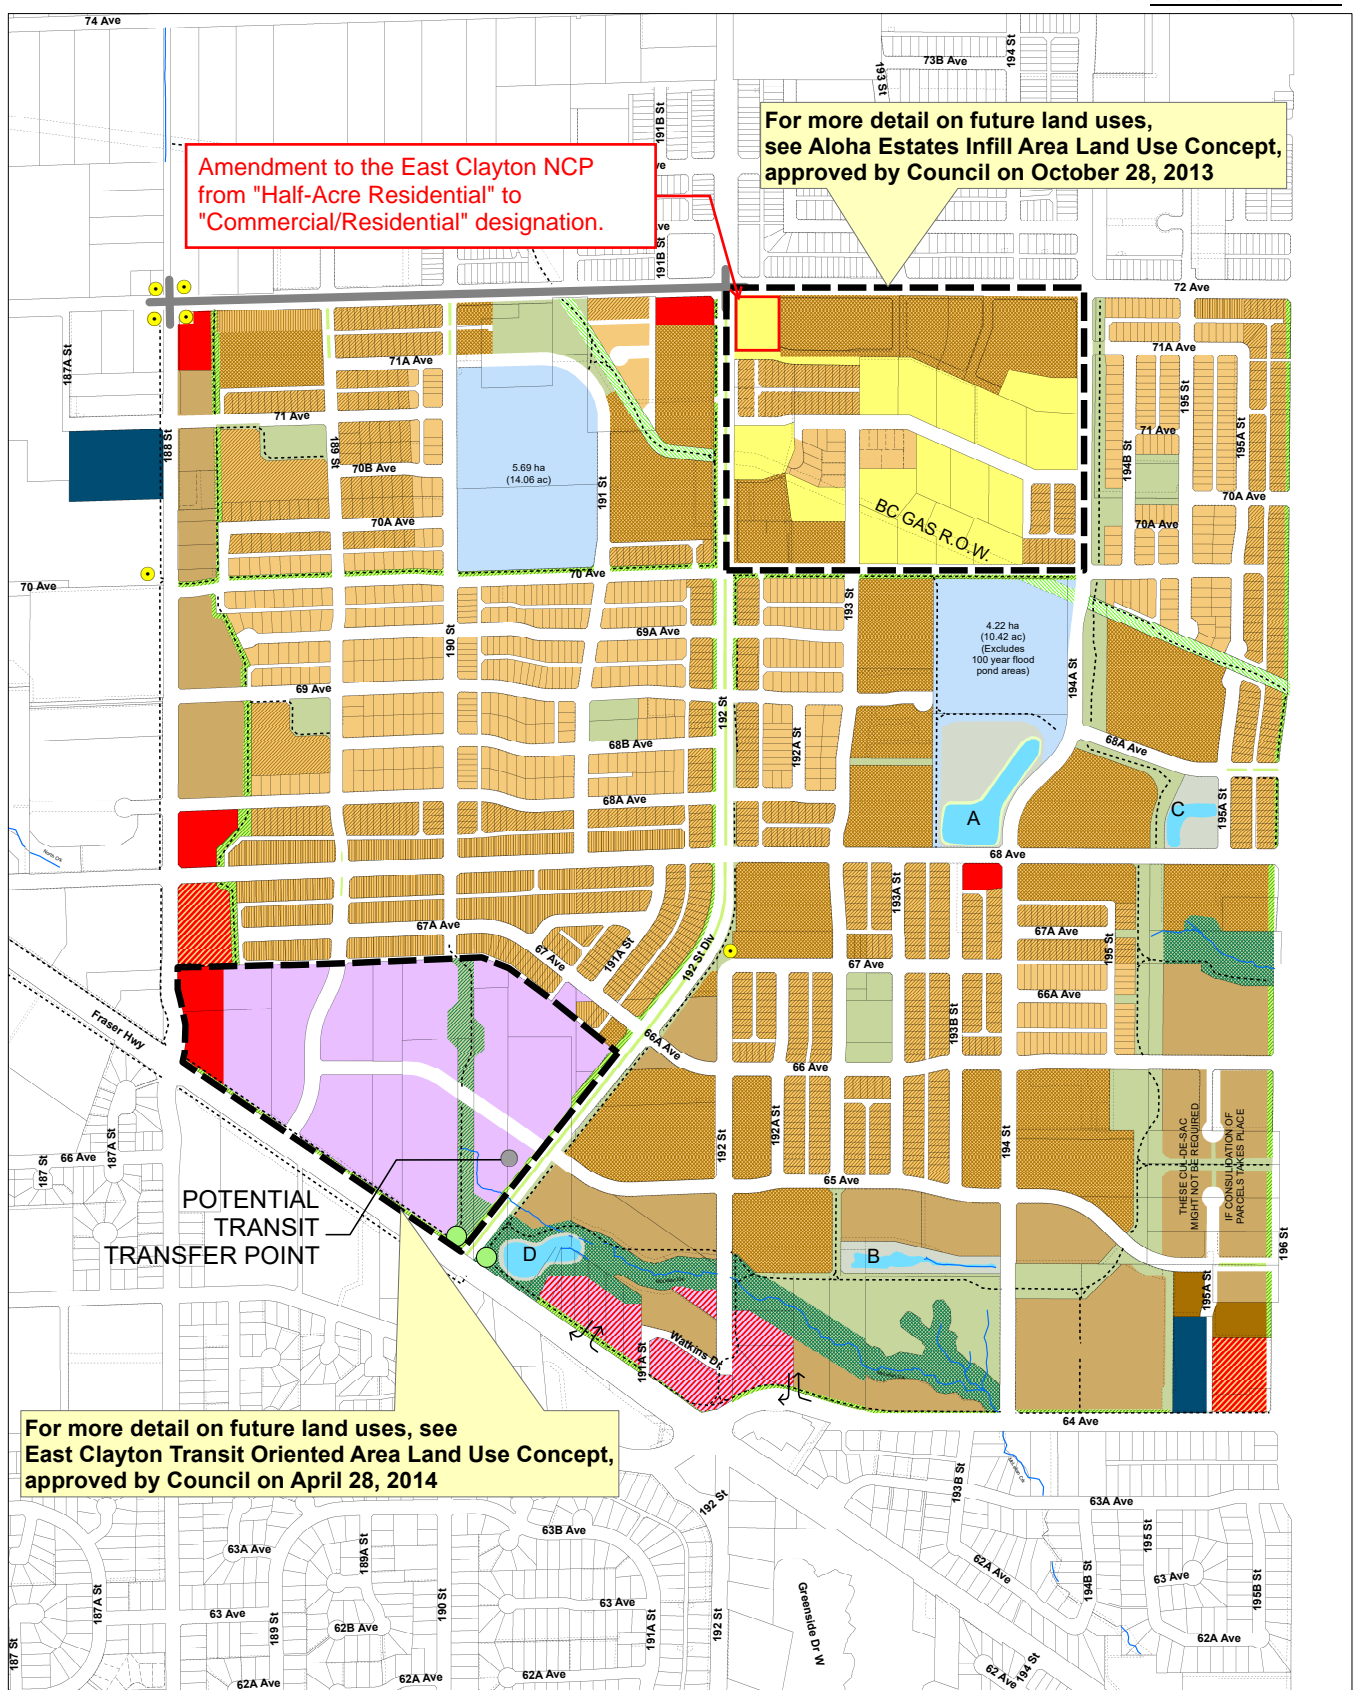 74 Ave
194 St
73B Ave
193 St
191B St
For more detail on future land uses,
see Aloha Estates Infill Area Land Use Concept,
approved by Council on October 28, 2013
Amendment to the East Clayton NCP
from "Half-Acre Residential" to
"Commercial/Residential" designation.
ve
ve
191B St
72 Ave
187A St
71A Ave
71A Ave
195 St
71 Ave
188 St
189 St
70B Ave
5.69 ha
(14.06 ac)
191 St
71 Ave
194B St
195A St
70A Ave
70A Ave
70A Ave
BC GAS R.O.W.
70 Ave
70 Ave
193 St
190 St
69A Ave
4.22 ha
(10.42 ac)
(Excludes
100 year flood
pond areas)
194A St
69 Ave
192 St
68B Ave
192A St
68A Ave
68A Ave
A
C
195A St
North Crk
68 Ave
193A St
67A Ave
67 Ave
191A St
192 St Div
67 Ave
67A Ave
195 St
66A Ave
193B St
Fraser Hwy
66A Ave
66 Ave
192A St
192 St
194 St
THESE CUL-DE-SAC
MIGHT NOT BE REQUIRED
IF CONSULIDATION OF
PARCELS TAKES PLACE
66 Ave
187 St
187A St
65 Ave
POTENTIAL
TRANSIT
TRANSFER POINT
D
B
196 St
195A St
191A St
Watkins Dr
64 Ave
For more detail on future land uses, see
East Clayton Transit Oriented Area Land Use Concept,
approved by Council on April 28, 2014
192 St
193B St
McLellan Crk
63A Ave
63B Ave
195 St
63A Ave
189A St
62A Ave
194B St
63 Ave
195B St
187A St
63 Ave
189 St
62B Ave
190 St
63 Ave
191A St
192 St
Greenside Dr W
62A Ave
187 St
62A Ave
62A Ave
62A Ave
62 Ave
194 St